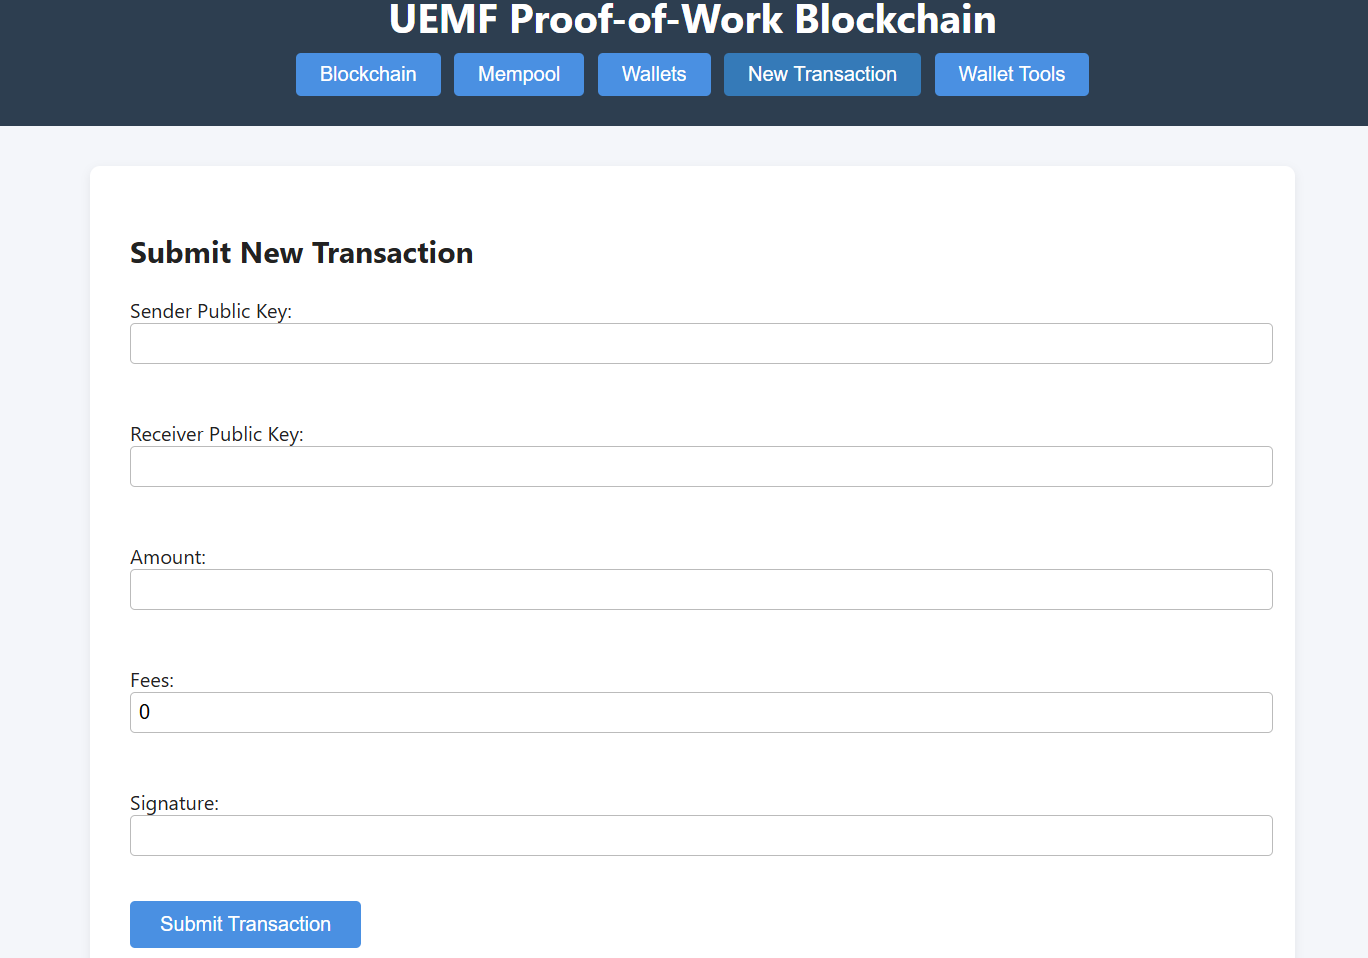 UEMF Proof-of-Work Blockchain
Blockchain Mempool Wallets New Transaction Wallet Tools
Submit New Transaction
Sender Public Key:
Receiver Public Key:
Amount:
Fees:
0
Signature:
Submit Transaction